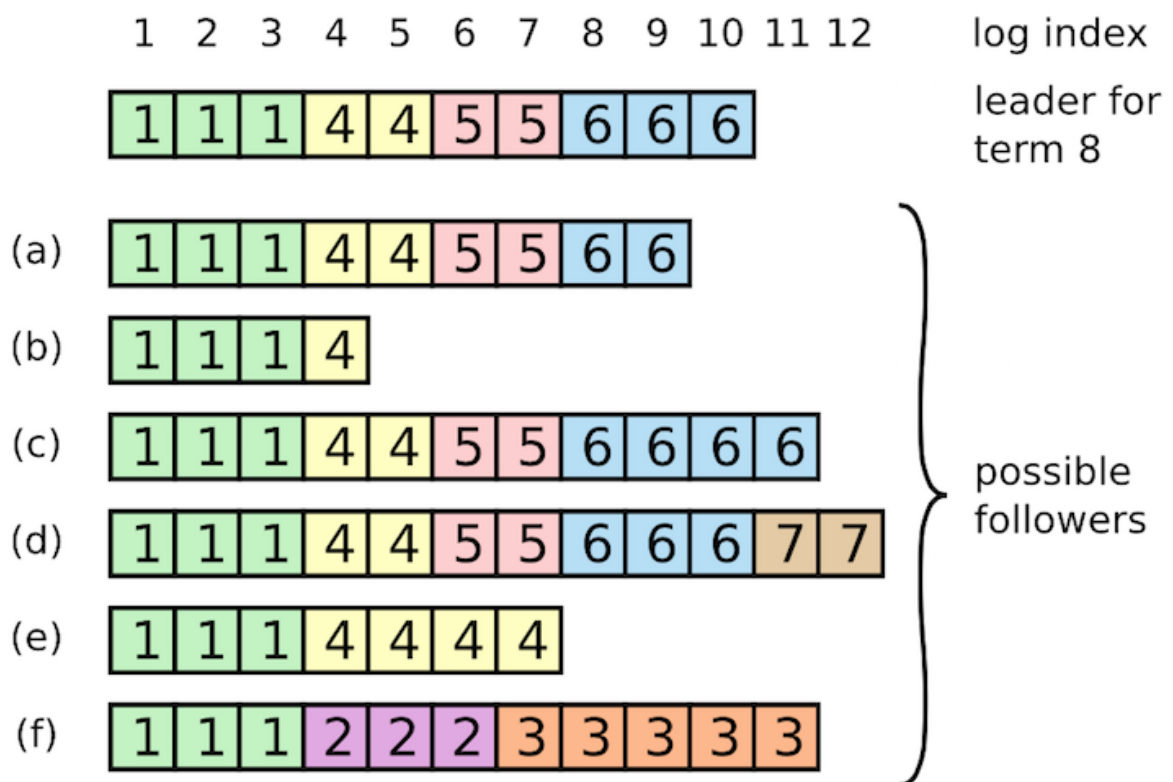 1 2 3 4 5 6 7 8 9 10 11 12 log index
1 1 1 4 4 5 5 6 6 6 leader for
term 8
(a) 1 1 1 4 4 5 5 6 6
(b) 1 1 1 4
(c) 1 1 1 4 4 5 5 6 6 6 6
possible
followers
(d) 1 1 1 4 4 5 5 6 6 6 7 7
(e) 1 1 1 4 4 4 4
(f) 1 1 1 2 2 2 3 3 3 3 3